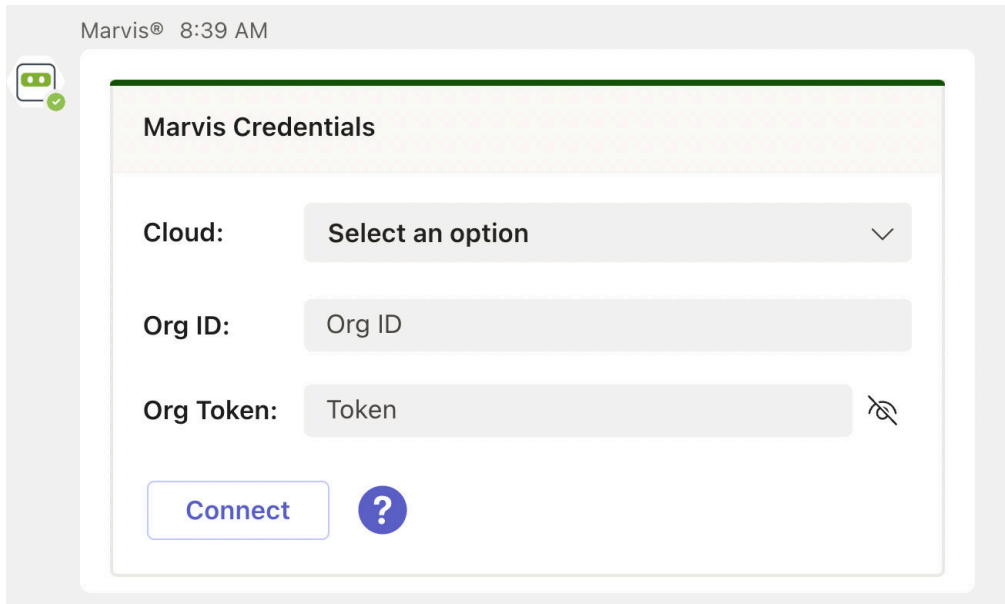 Marvis® 8:39 AM
Marvis Credentials
Cloud: Select an option
Org ID: Org ID
Org Token: Token
Connect ?